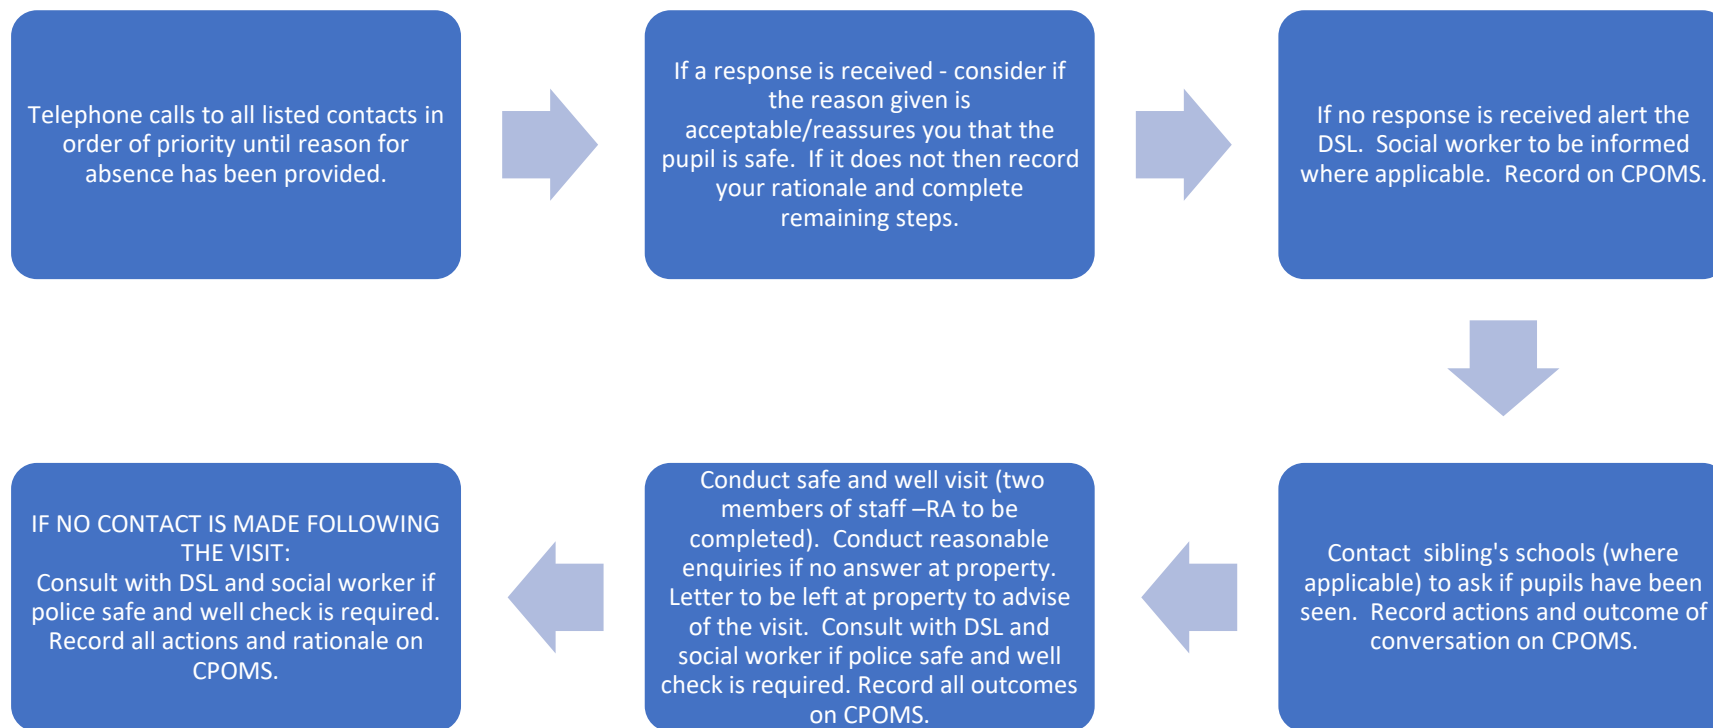 Telephone calls to all listed contacts in
order of priority until reason for
absence has been provided.
If a response is received - consider if
the reason given is
acceptable/reassures you that the
pupil is safe.  If it does not then record
your rationale and complete
remaining steps.
If no response is received alert the
DSL.  Social worker to be informed
where applicable.  Record on CPOMS.
Contact  sibling's schools (where
applicable) to ask if pupils have been
seen.  Record actions and outcome of
conversation on CPOMS.
Conduct safe and well visit (two
members of staff –RA to be
completed).  Conduct reasonable
enquiries if no answer at property.
Letter to be left at property to advise
of the visit.  Consult with DSL and
social worker if police safe and well
check is required. Record all outcomes
on CPOMS.
IF NO CONTACT IS MADE FOLLOWING
THE VISIT:
Consult with DSL and social worker if
police safe and well check is required.
Record all actions and rationale on
CPOMS.